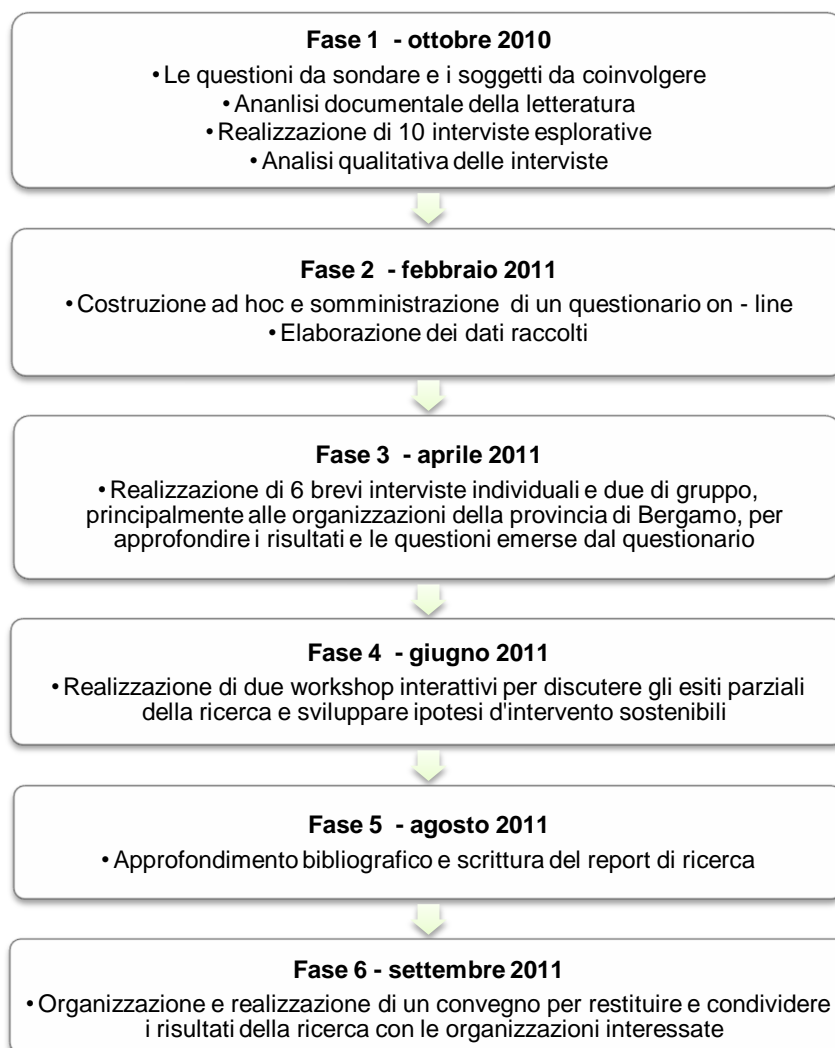 Fase 1 - ottobre 2010
• Le questioni da sondare e i soggetti da coinvolgere
• Ananlisi documentale della letteratura
• Realizzazione di 10 interviste esplorative
• Analisi qualitativa delle interviste
Fase 2 - febbraio 2011
• Costruzione ad hoc e somministrazione di un questionario on - line
• Elaborazione dei dati raccolti
Fase 3 - aprile 2011
• Realizzazione di 6 brevi interviste individuali e due di gruppo,
principalmente alle organizzazioni della provincia di Bergamo, per
approfondire i risultati e le questioni emerse dal questionario
Fase 4 - giugno 2011
• Realizzazione di due workshop interattivi per discutere gli esiti parziali
della ricerca e sviluppare ipotesi d'intervento sostenibili
Fase 5 - agosto 2011
• Approfondimento bibliografico e scrittura del report di ricerca
Fase 6 - settembre 2011
• Organizzazione e realizzazione di un convegno per restituire e condividere
i risultati della ricerca con le organizzazioni interessate